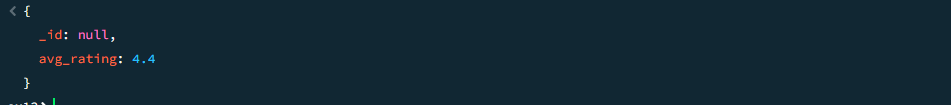 < {
_id: null,
avg_rating: 4.4
}